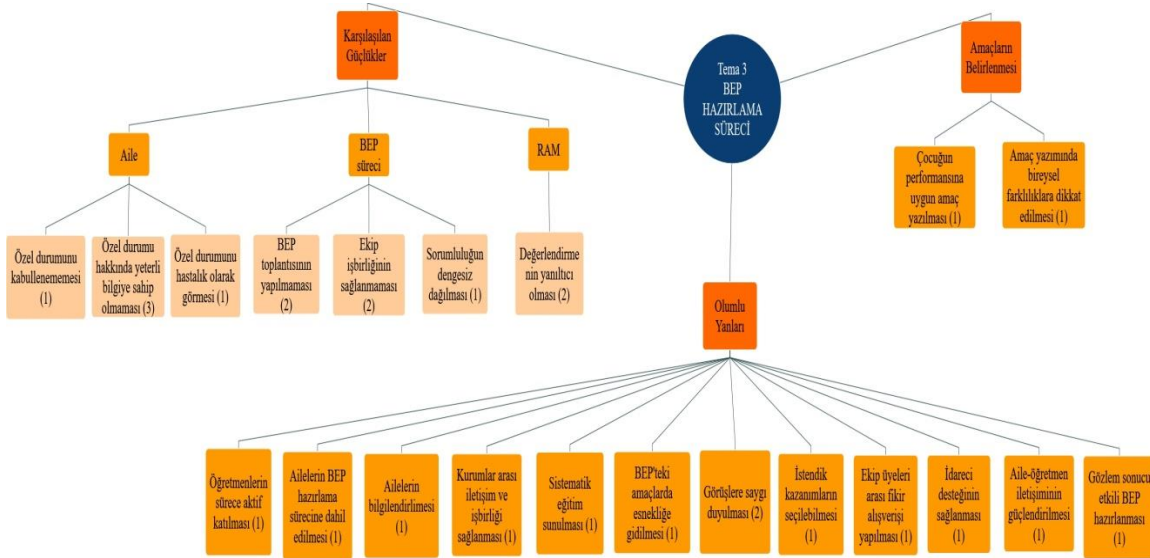 Tema 3
BEP
HAZIRLAMA
SÜRECİ
Karşılaşılan
Güçlükler
Aile
Özel durumunu
kabullenememesi
(1)
Özel durumu
hakkında yeterli
bilgiye sahip
olmaması (3)
Özel durumunu
hastalık olarak
görmesi (1)
BEP
süreci
BEP
toplantısının
yapılmaması
(2)
Ekip
işbirliğinin
sağlanmaması
(2)
Sorumluluğun
dengesiz
dağılması (1)
RAM
Değerlendirme
nin yanıltıcı
olması (2)
Amaçların
Belirlenmesi
Çocuğun
performansına
uygun amaç
yazılması (1)
Amaç yazımında
bireysel
farklılıklara dikkat
edilmesi (1)
Olumlu
Yanları
Öğretmenlerin
sürece aktif
katılması (1)
Ailelerin BEP
hazırlama
sürecine dahil
edilmesi (1)
Ailelerin
bilgilendirlimesi
(1)
Kurumlar arası
iletişim ve
işbirliği
sağlanması (1)
Sistematik
eğitim
sunulması (1)
BEP'teki
amaçlarda
esnekliğe
gidilmesi (1)
Görüşlere saygı
duyulması (2)
İstendik
kazanımların
seçilebilmesi
(1)
Ekip üyeleri
arası fikir
alışverişi
yapılması (1)
İdareci
desteğinin
sağlanması
(1)
Aile-öğretmen
iletişiminin
güçlendirilmesi
(1)
Gözlem sonucu
etkili BEP
hazırlanması
(1)